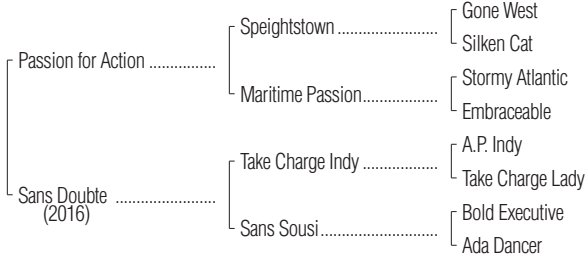 Gone West
Speightstown ..................
Silken Cat
Passion for Action ............
Stormy Atlantic
Maritime Passion..............
Embraceable
A.P. Indy
Take Charge Indy .............
Take Charge Lady
Sans Doubte ..................
(2016)
Bold Executive
Sans Sousi.....................
Ada Dancer